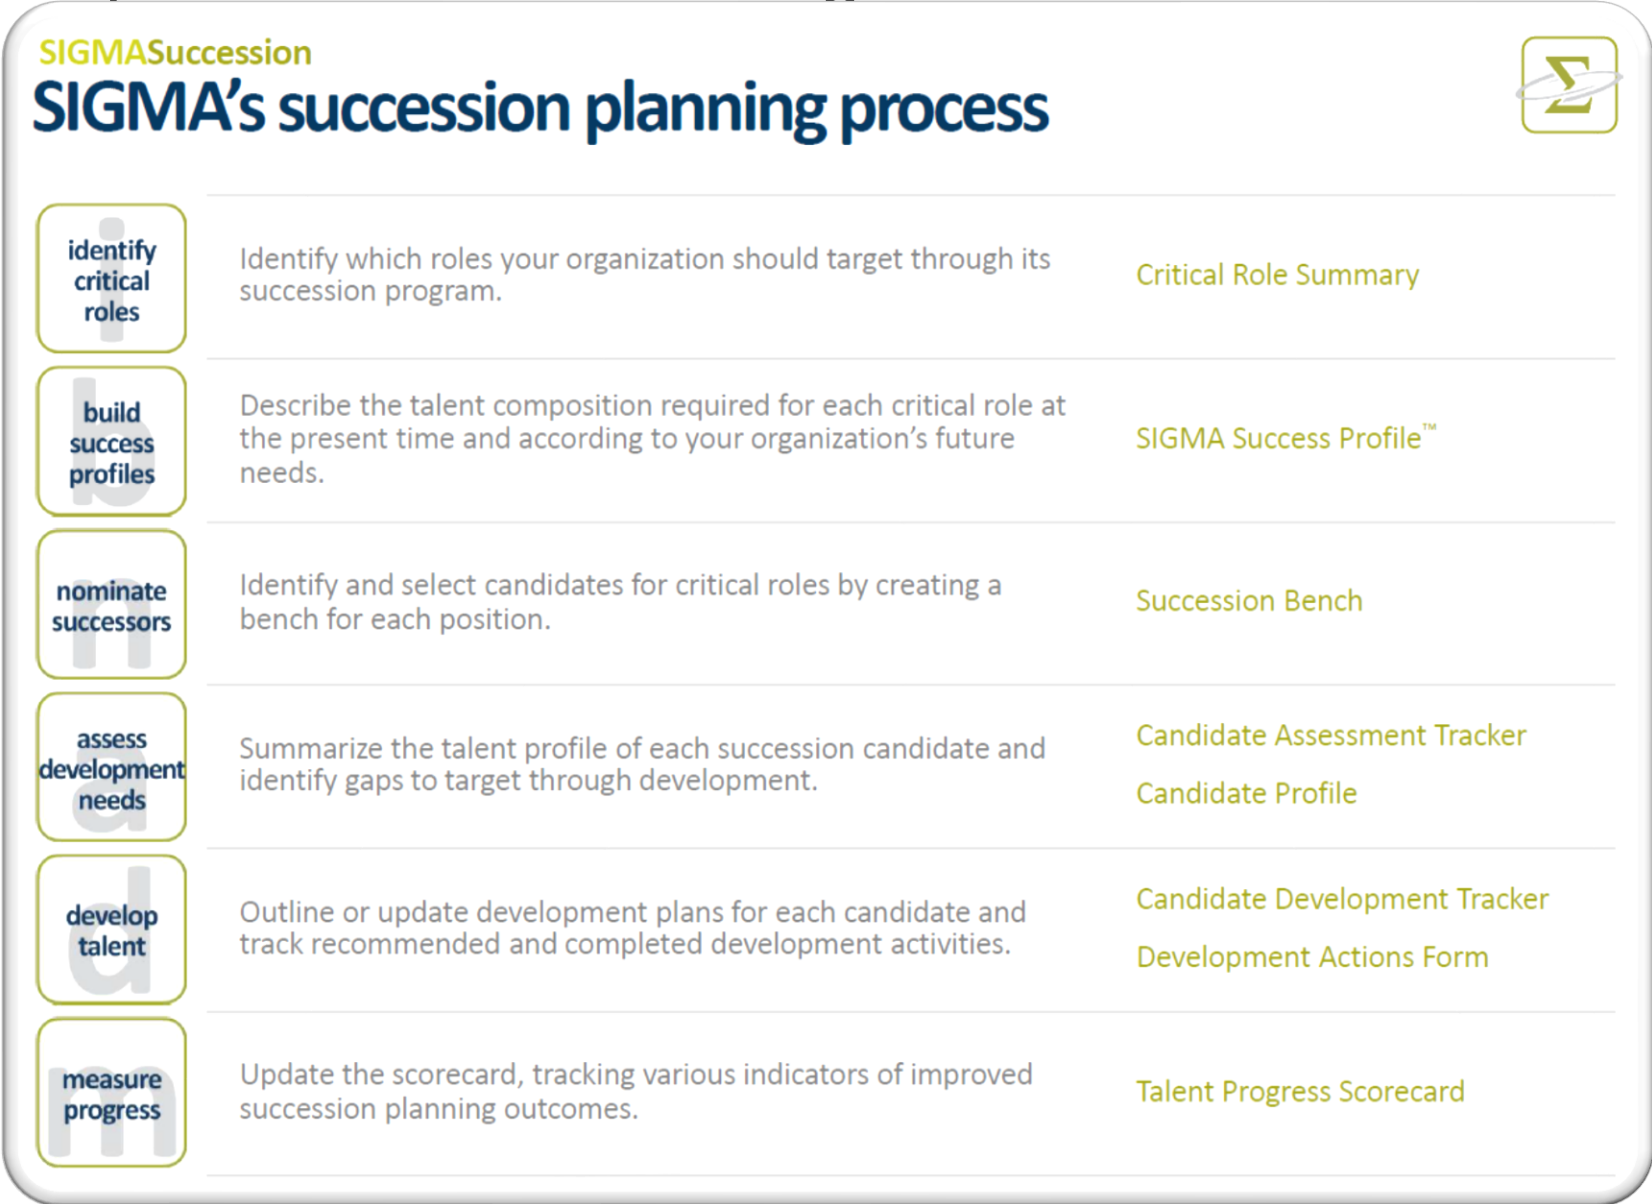 SIGMASuccession
SIGMA's succession planning process
Σ
i
identify
critical
roles
Identify which roles your organization should target through its
succession program.
Critical Role Summary
b
build
success
profiles
Describe the talent composition required for each critical role at
the present time and according to your organization's future
needs.
SIGMA Success Profile™
n
nominate
successors
Identify and select candidates for critical roles by creating a
bench for each position.
Succession Bench
a
assess
development
needs
Summarize the talent profile of each succession candidate and
identify gaps to target through development.
Candidate Assessment Tracker
Candidate Profile
d
develop
talent
Outline or update development plans for each candidate and
track recommended and completed development activities.
Candidate Development Tracker
Development Actions Form
m
measure
progress
Update the scorecard, tracking various indicators of improved
succession planning outcomes.
Talent Progress Scorecard